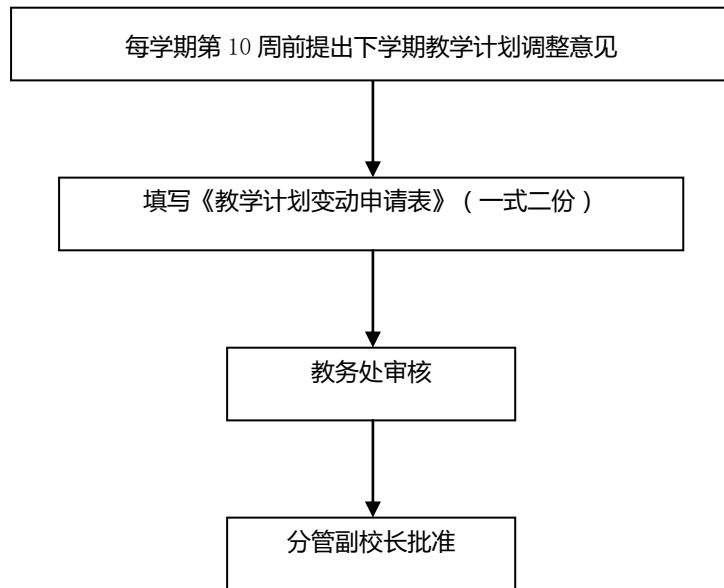 每学期第 10 周前提出下学期教学计划调整意见
填写《教学计划变动申请表》（一式二份）
教务处审核
分管副校长批准